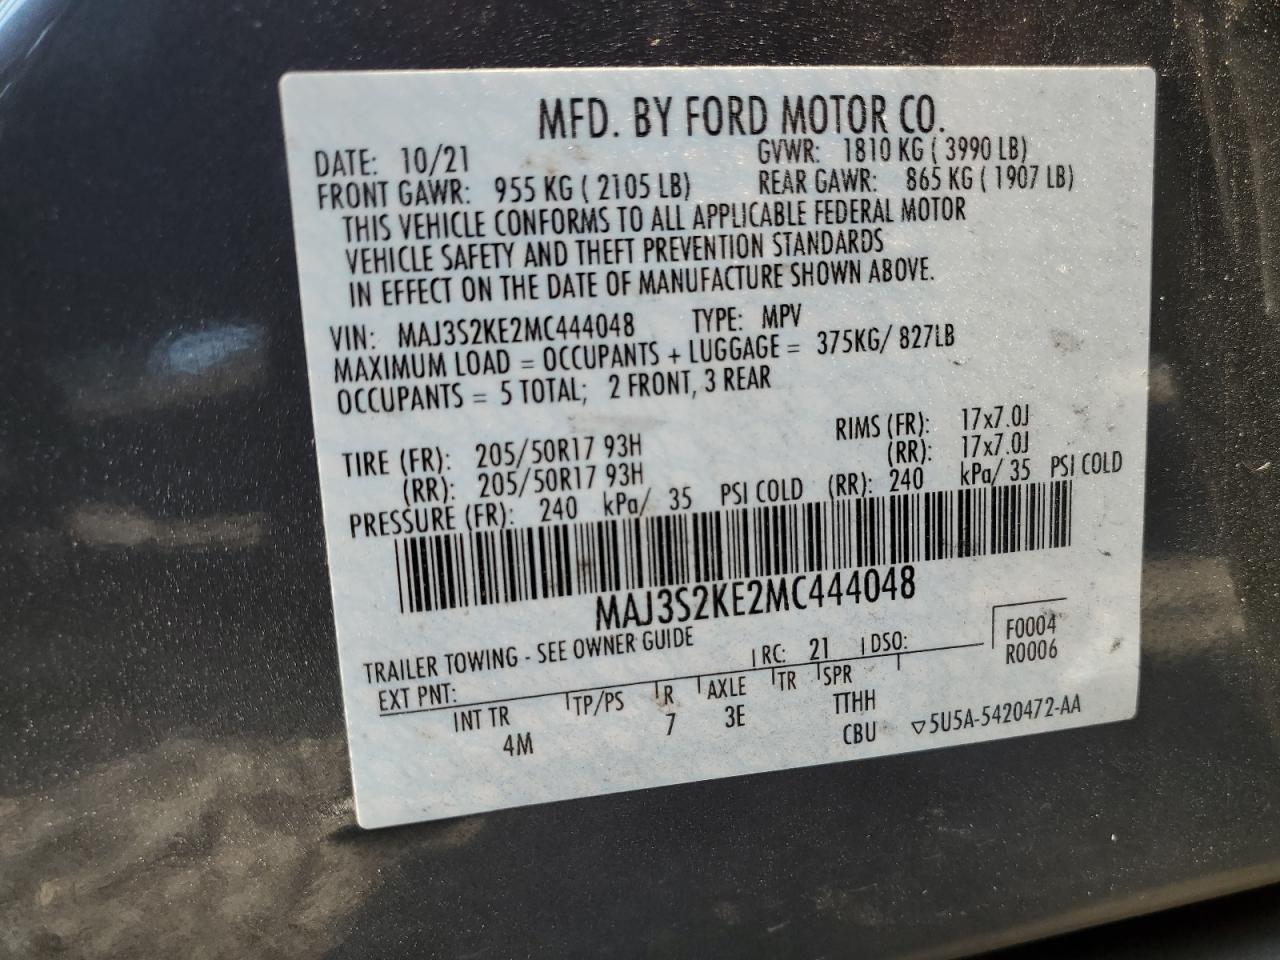 MFD. BY FORD MOTOR CO.
DATE: 10/21 GVWR: 1810 KG ( 3990 LB)
FRONT GAWR: 955 KG ( 2105 LB) REAR GAWR: 865 KG ( 1907 LB)
THIS VEHICLE CONFORMS TO ALL APPLICABLE FEDERAL MOTOR
VEHICLE SAFETY AND THEFT PREVENTION STANDARDS
IN EFFECT ON THE DATE OF MANUFACTURE SHOWN ABOVE.
VIN: MAJ3S2KE2MC444048 TYPE: MPV
MAXIMUM LOAD = OCCUPANTS + LUGGAGE = 375KG/ 827LB
OCCUPANTS = 5 TOTAL; 2 FRONT, 3 REAR
TIRE (FR): 205/50R17 93H RIMS (FR): 17x7.0J
(RR): 205/50R17 93H (RR): 17x7.0J
PRESSURE (FR): 240 kPa/ 35 PSI COLD (RR): 240 kPa/ 35 PSI COLD
MAJ3S2KE2MC444048
TRAILER TOWING - SEE OWNER GUIDE
EXT PNT: RC: 21 DSO: F0004
R0006
INT TR TP/PS R AXLE TR SPR
4M 7 3E TTHH
CBU ▽5U5A-5420472-AA